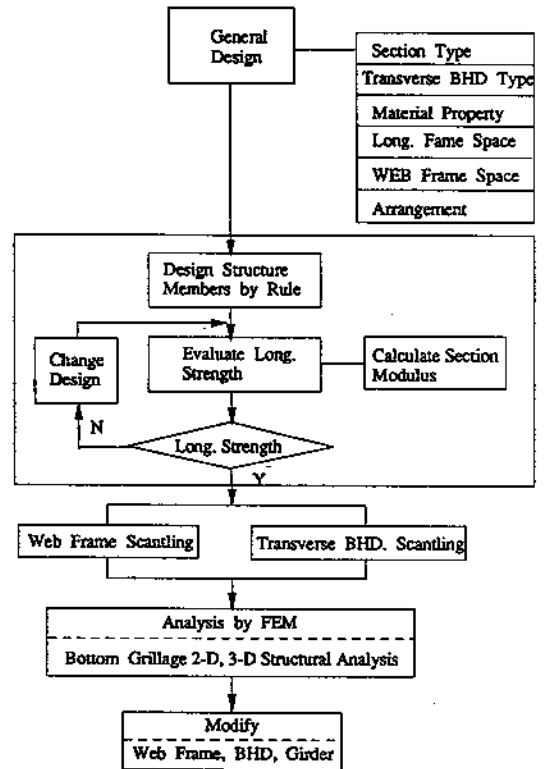 General
Design
Section Type
Transverse BHD Type
Material Property
Long. Fame Space
WEB Frame Space
Arrangement
Design Structure
Members by Rule
Change
Design
Evaluate Long.
Strength
Calculate Section
Modulus
N
Long. Strength
Y
Web Frame Scantling
Transverse BHD. Scantling
Analysis by FEM
Bottom Grillage 2-D, 3-D Structural Analysis
Modify
Web Frame, BHD, Girder